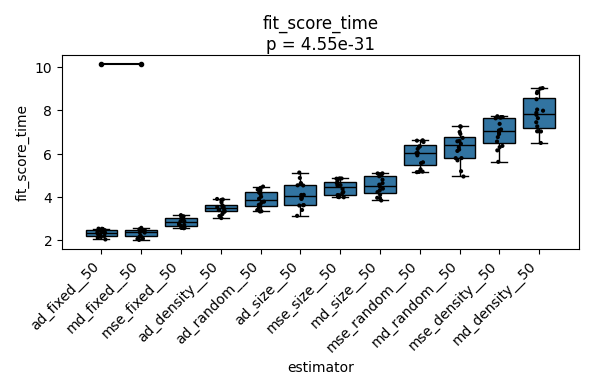 fit_score_time
p = 4.55e-31
fit_score_time
10
8
6
4
2
ad_fixed__50
md_fixed__50
mse_fixed__50
ad_density__50
ad_random__50
ad_size__50
mse_size__50
md_size__50
mse_random__50
md_random__50
mse_density__50
md_density__50
estimator